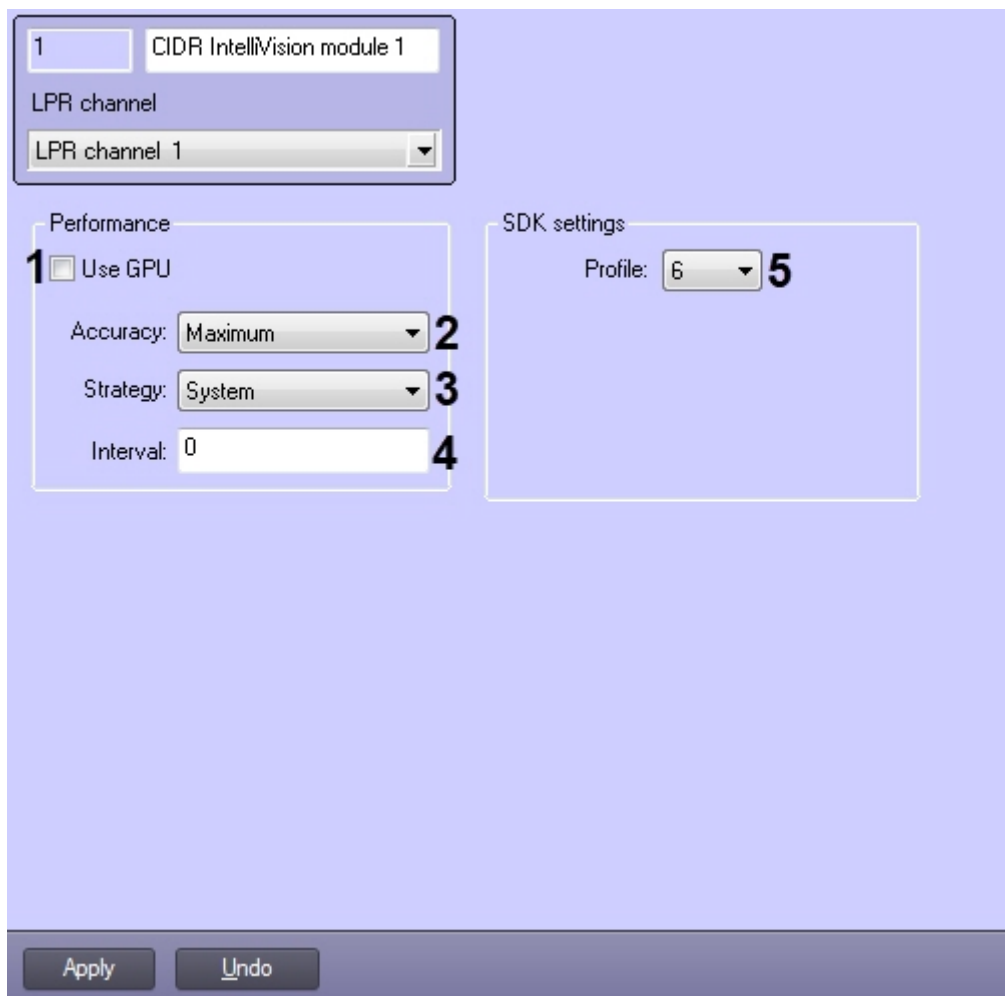 1 CIDR IntelliVision module 1
LPR channel
LPR channel 1
Performance
1 Use GPU
Accuracy: Maximum 2
Strategy: System 3
Interval: 0 4
SDK settings
Profile: 6 5
Apply Undo